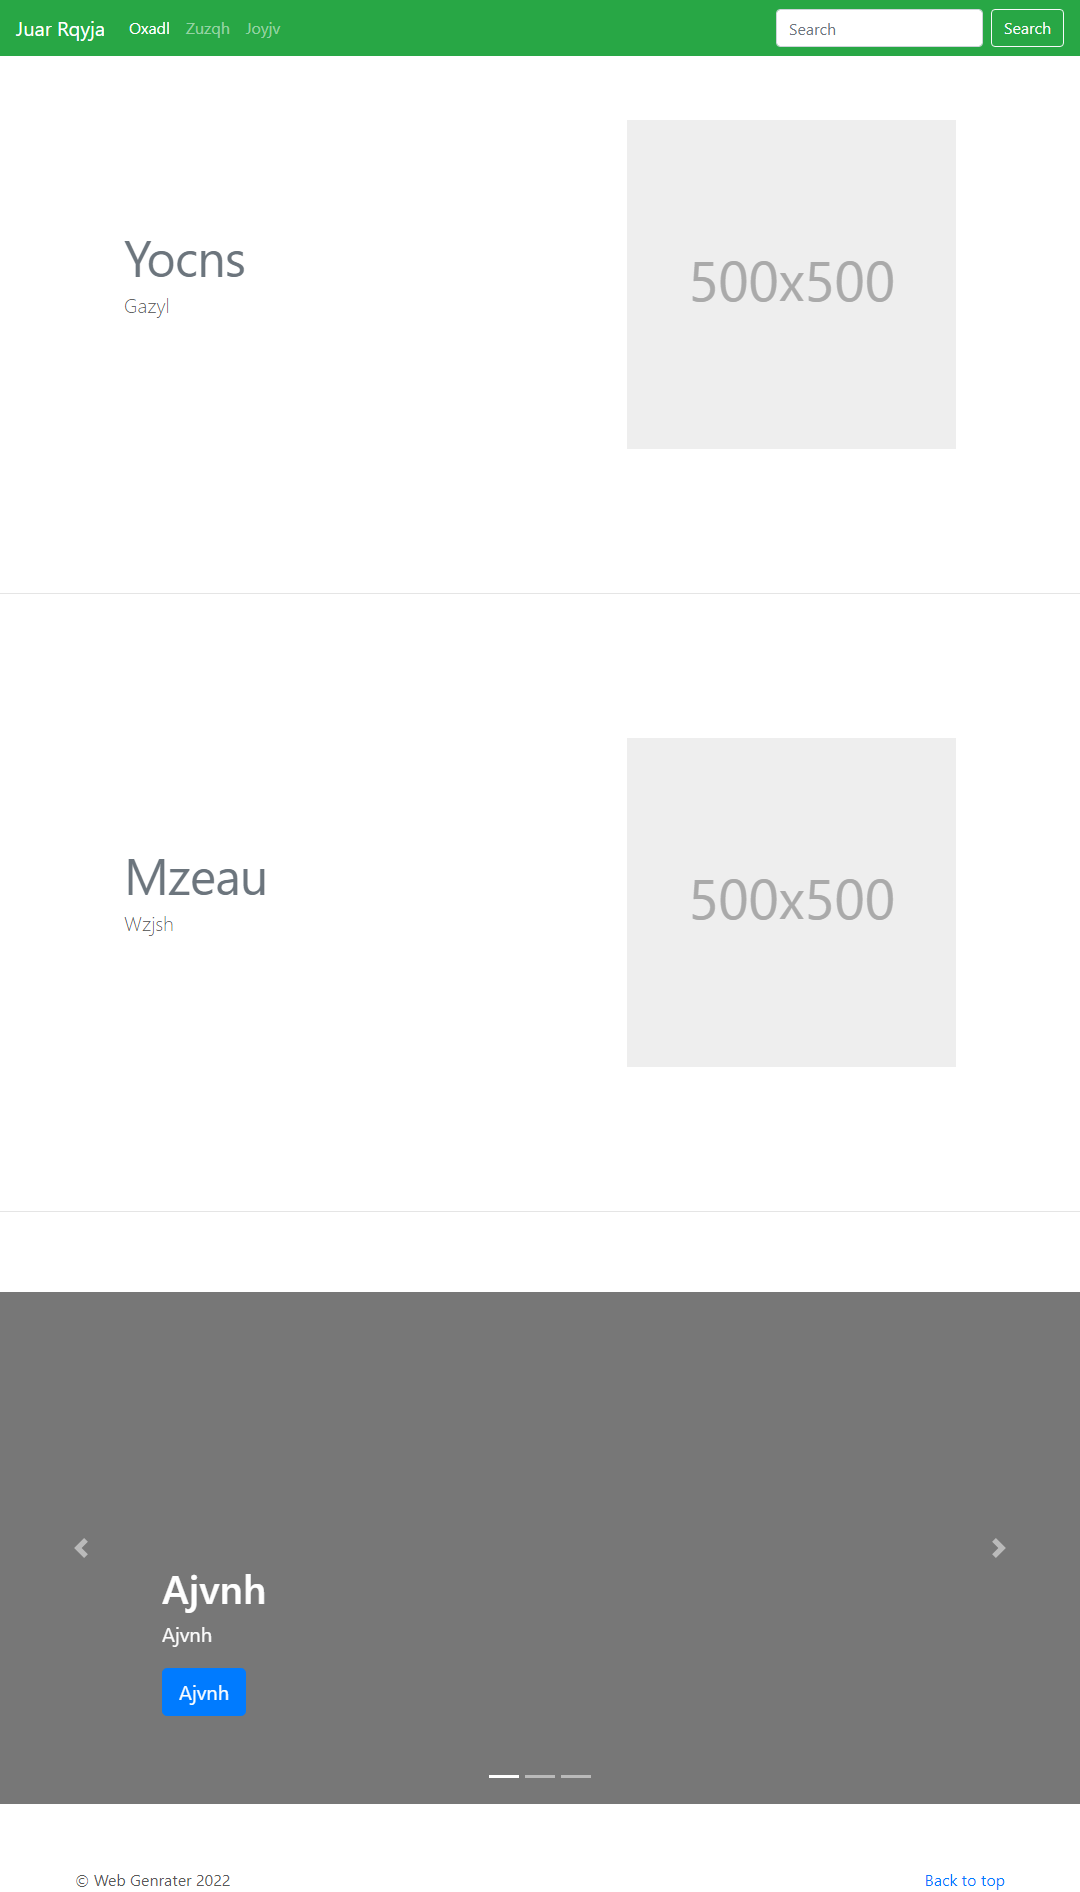 Juar Rqyja Oxadl Zuzqh Joyjv Search Search
Yocns
Gazyl
500x500
Mzeau
Wzjsh
500x500
Ajvnh
Ajvnh
Ajvnh
© Web Genrater 2022 Back to top